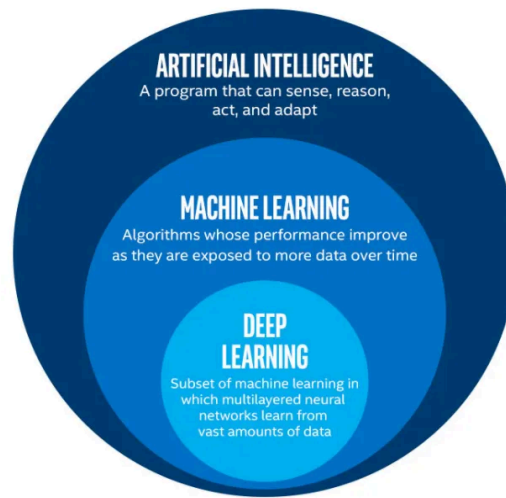 ARTIFICIAL INTELLIGENCE
A program that can sense, reason,
act, and adapt
MACHINE LEARNING
Algorithms whose performance improve
as they are exposed to more data over time
DEEP
LEARNING
Subset of machine learning in
which multilayered neural
networks learn from
vast amounts of data